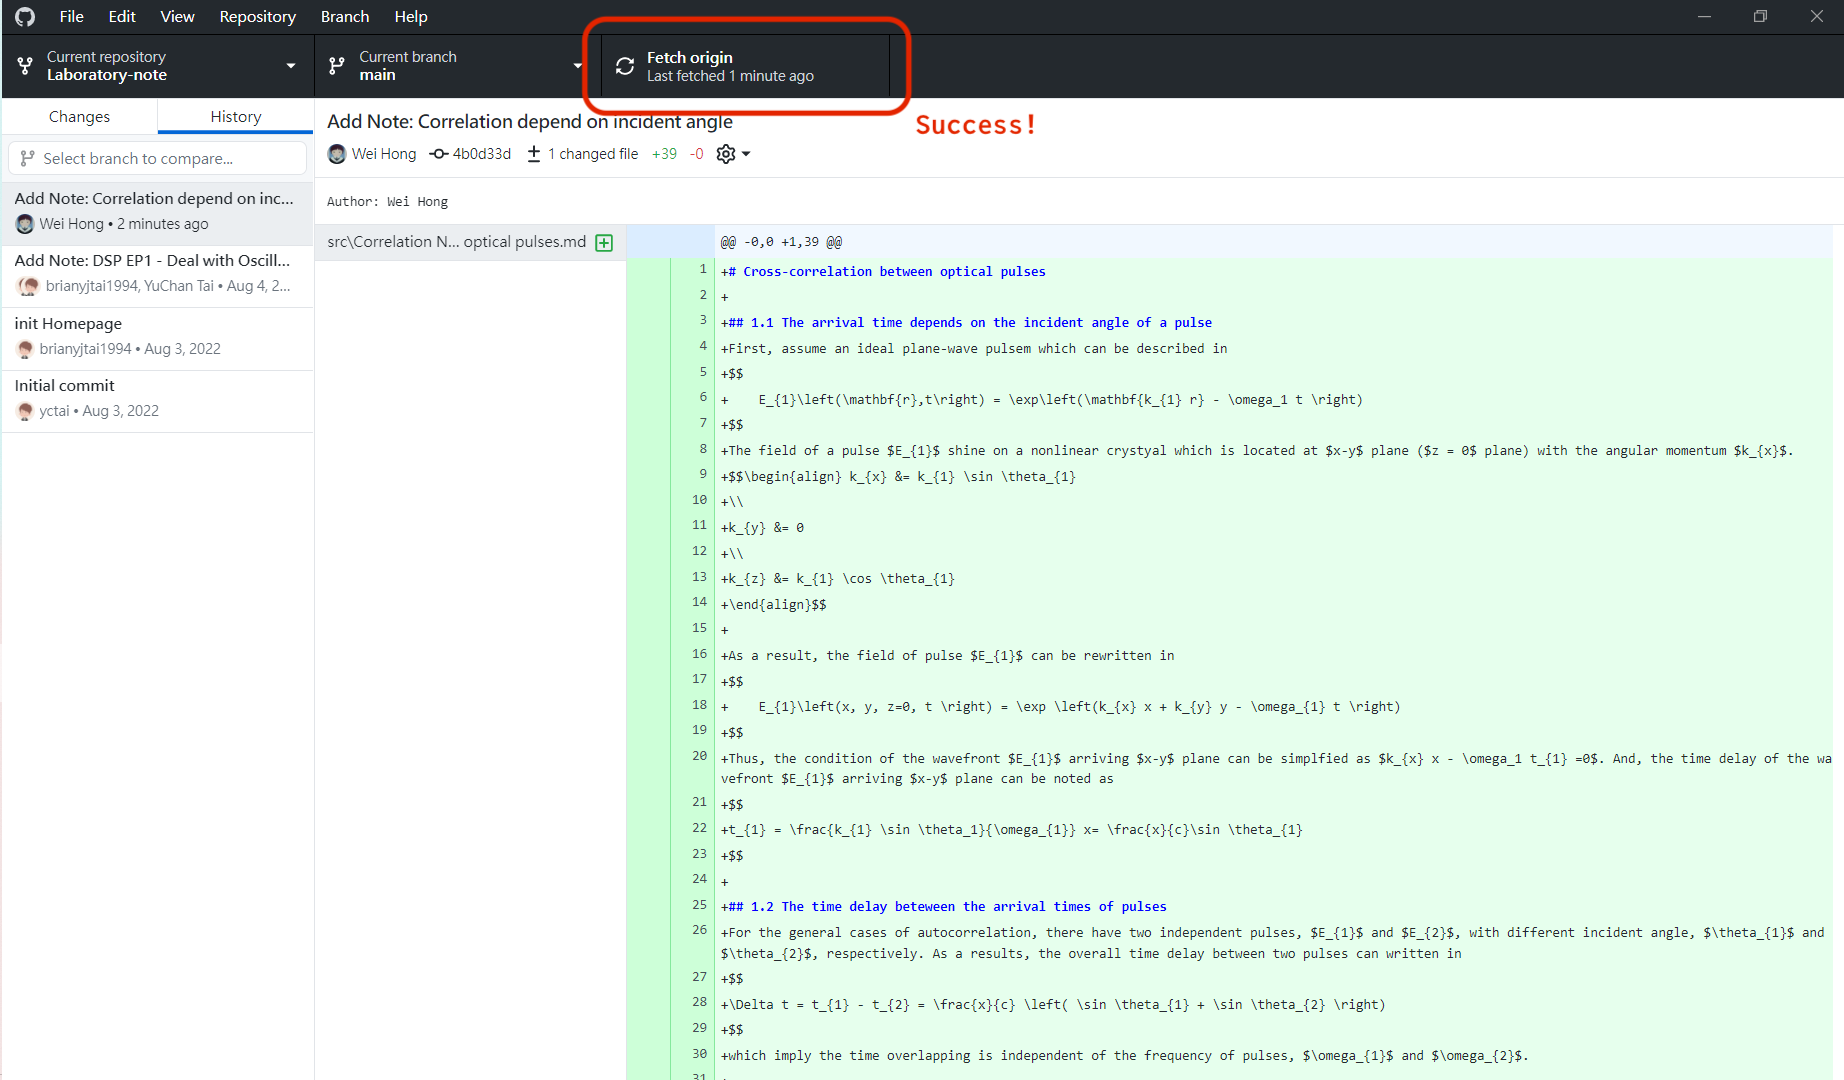 File Edit View Repository Branch Help
Current repository
Laboratory-note
Current branch
main
Fetch origin
Last fetched 1 minute ago
Success!
Changes
History
Select branch to compare...
Add Note: Correlation depend on inc...
Wei Hong • 2 minutes ago
Add Note: DSP EP1 - Deal with Oscill...
brianyjtai1994, YuChan Tai • Aug 4, 2...
init Homepage
brianyjtai1994 • Aug 3, 2022
Initial commit
yctai • Aug 3, 2022
Add Note: Correlation depend on incident angle
Wei Hong 4b0d33d 1 changed file +39 -0
Author: Wei Hong
src\Correlation N... optical pulses.md
@@ -0,0 +1,39 @@
1 +# Cross-correlation between optical pulses
2 +
3 +## 1.1 The arrival time depends on the incident angle of a pulse
4 +First, assume an ideal plane-wave pulsem which can be described in
5 +$$
6 +    E_{1}\left(\mathbf{r},t\right) = \exp\left(\mathbf{k_{1} r} - \omega_1 t \right)
7 +$$
8 +The field of a pulse $E_{1}$ shine on a nonlinear crystyal which is located at $x-y$ plane ($z = 0$ plane) with the angular momentum $k_{x}$.
9 +$$\begin{align} k_{x} &= k_{1} \sin \theta_{1}
10 +\\
11 +k_{y} &= 0
12 +\\
13 +k_{z} &= k_{1} \cos \theta_{1}
14 +\end{align}$$
15 +
16 +As a result, the field of pulse $E_{1}$ can be rewritten in
17 +$$
18 +    E_{1}\left(x, y, z=0, t \right) = \exp \left(k_{x} x + k_{y} y - \omega_{1} t \right)
19 +$$
20 +Thus, the condition of the wavefront $E_{1}$ arriving $x-y$ plane can be simplfied as $k_{x} x - \omega_1 t_{1} =0$. And, the time delay of the wa
vefront $E_{1}$ arriving $x-y$ plane can be noted as
21 +$$
22 +t_{1} = \frac{k_{1} \sin \theta_1}{\omega_{1}} x= \frac{x}{c}\sin \theta_{1}
23 +$$
24 +
25 +## 1.2 The time delay beteween the arrival times of pulses
26 +For the general cases of autocorrelation, there have two independent pulses, $E_{1}$ and $E_{2}$, with different incident angle, $\theta_{1}$ and
$\theta_{2}$, respectively. As a results, the overall time delay between two pulses can written in
27 +$$
28 +\Delta t = t_{1} - t_{2} = \frac{x}{c} \left( \sin \theta_{1} + \sin \theta_{2} \right)
29 +$$
30 +which imply the time overlapping is independent of the frequency of pulses, $\omega_{1}$ and $\omega_{2}$.
31